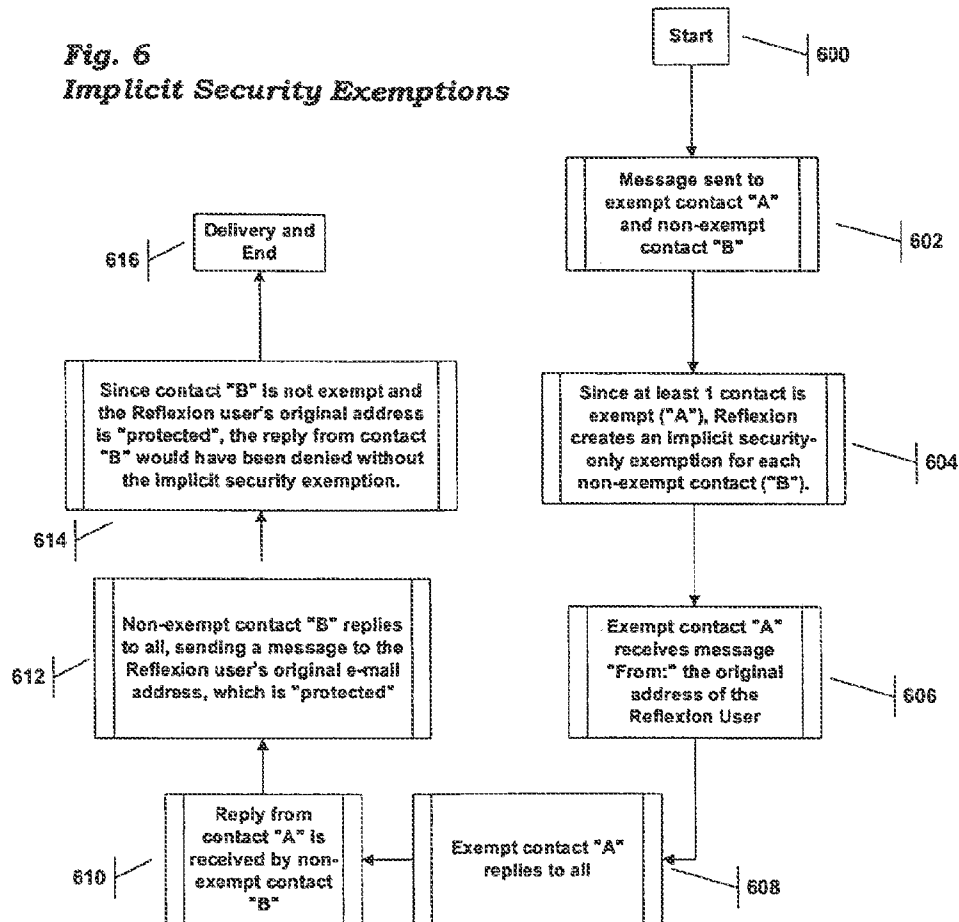 Fig. 6
Implicit Security Exemptions
Start
600
Message sent to
exempt contact "A"
and non-exempt
contact "B"
602
Since at least 1 contact is
exempt ("A"), Reflexion
creates an implicit security-
only exemption for each
non-exempt contact ("B").
604
Exempt contact "A"
receives message
"From:" the original
address of the
Reflexion User
606
Exempt contact "A"
replies to all
608
Reply from
contact "A" is
received by non-
exempt contact
"B"
610
Non-exempt contact "B" replies
to all, sending a message to the
Reflexion user's original e-mail
address, which is "protected"
612
Since contact "B" is not exempt and
the Reflexion user's original address
is "protected", the reply from contact
"B" would have been denied without
the implicit security exemption.
614
Delivery and
End
616